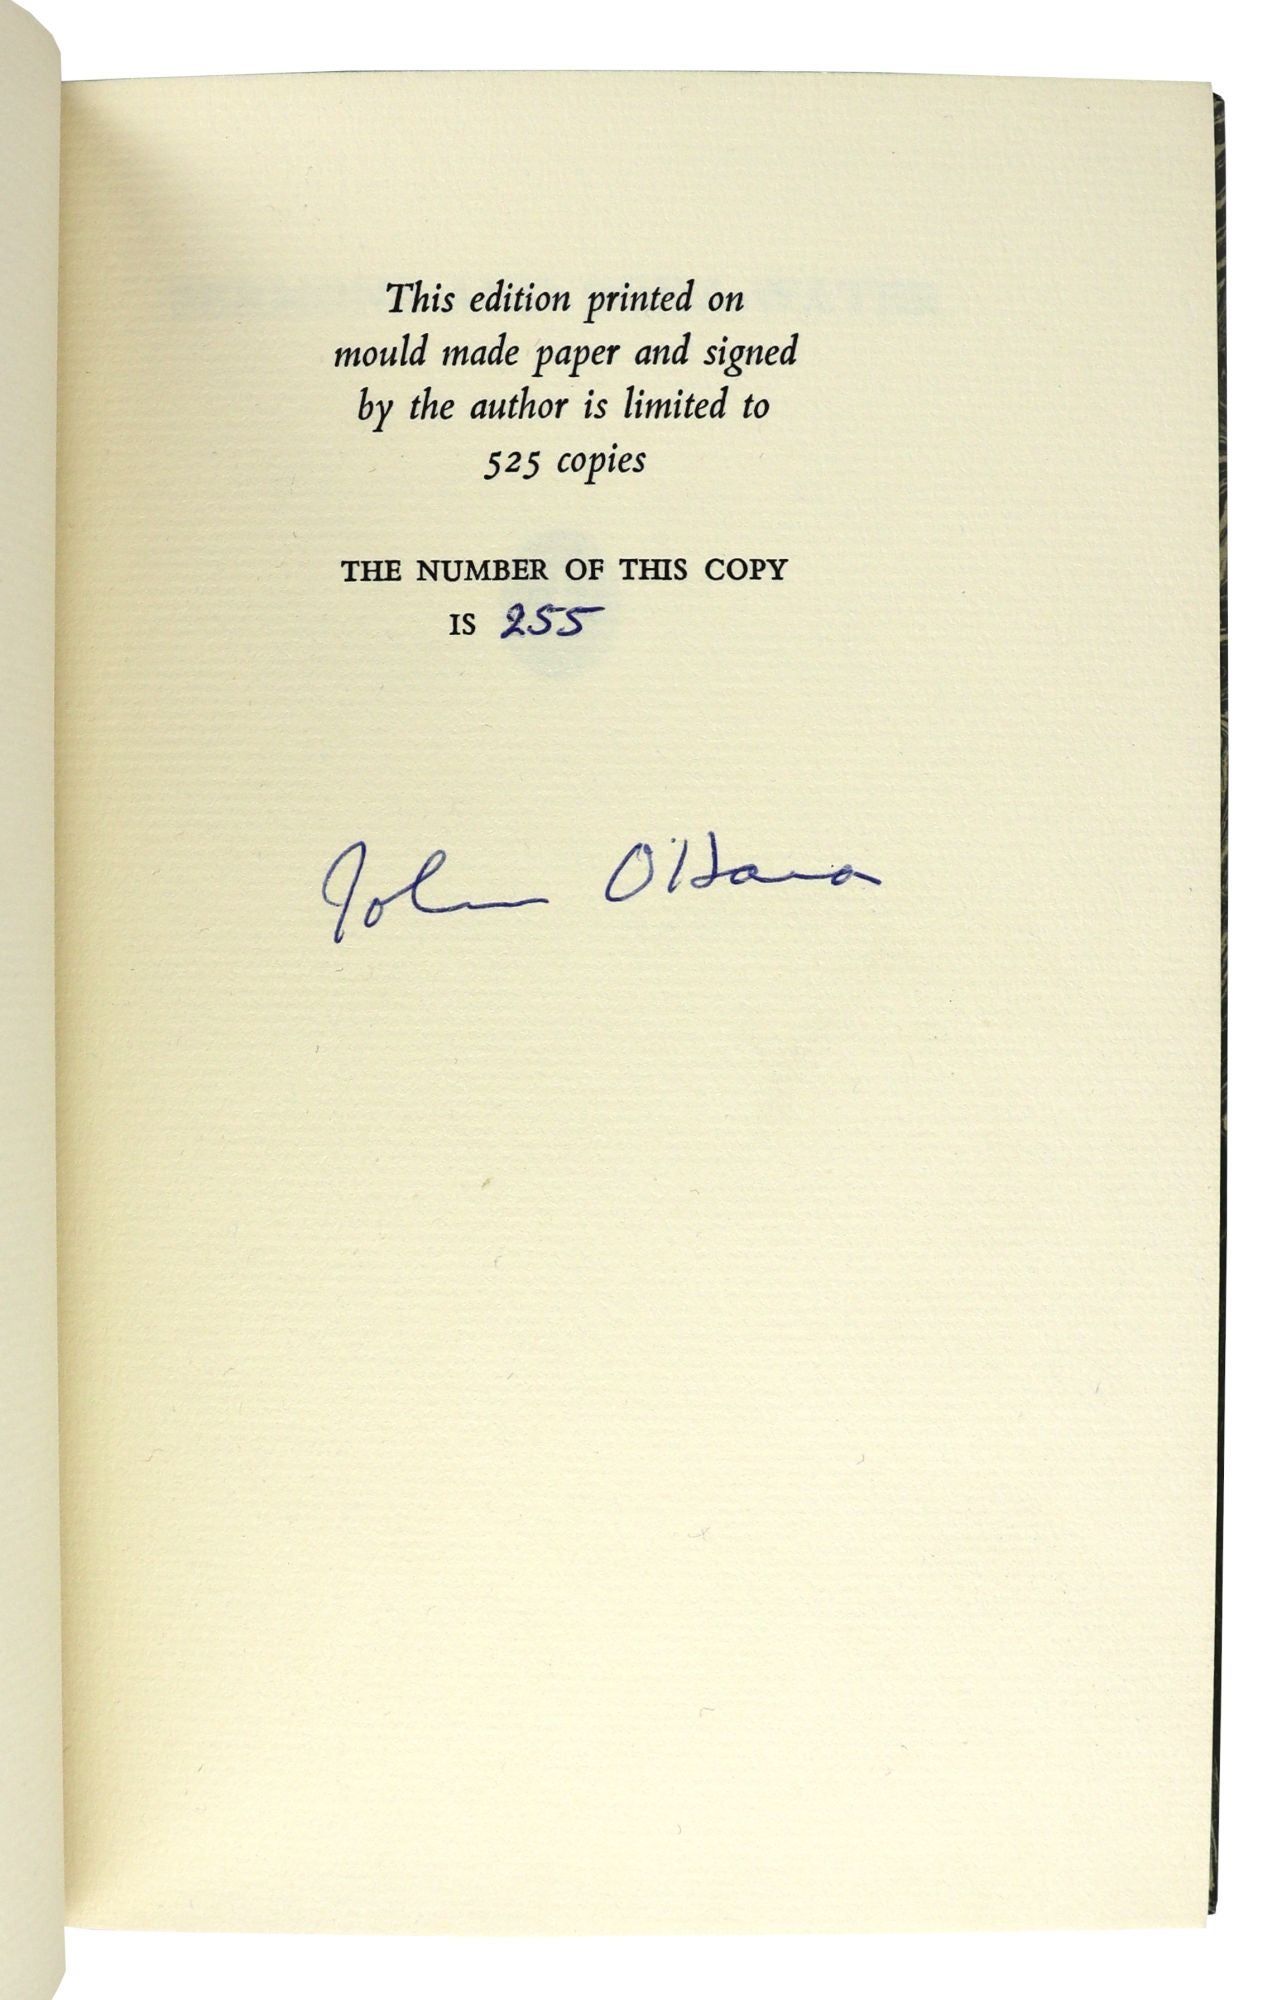 This edition printed on
mould made paper and signed
by the author is limited to
525 copies
THE NUMBER OF THIS COPY
IS 255
John O'Hara